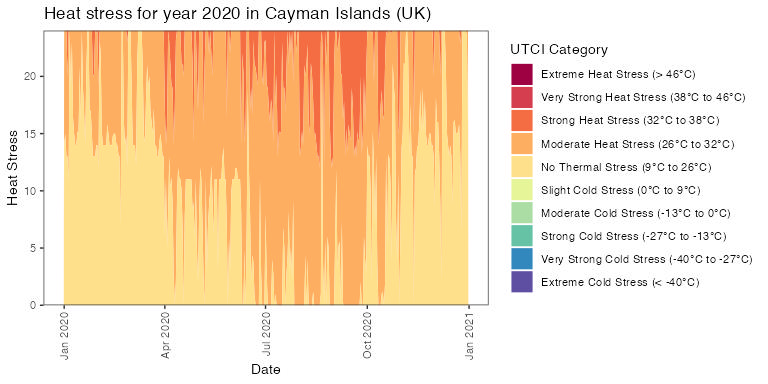 Heat stress for year 2020 in Cayman Islands (UK)
Heat Stress
20
15
10
5
0
Jan 2020
Apr 2020
Jul 2020
Oct 2020
Jan 2021
Date
UTCI Category
Extreme Heat Stress (> 46°C)
Very Strong Heat Stress (38°C to 46°C)
Strong Heat Stress (32°C to 38°C)
Moderate Heat Stress (26°C to 32°C)
No Thermal Stress (9°C to 26°C)
Slight Cold Stress (0°C to 9°C)
Moderate Cold Stress (-13°C to 0°C)
Strong Cold Stress (-27°C to -13°C)
Very Strong Cold Stress (-40°C to -27°C)
Extreme Cold Stress (< -40°C)